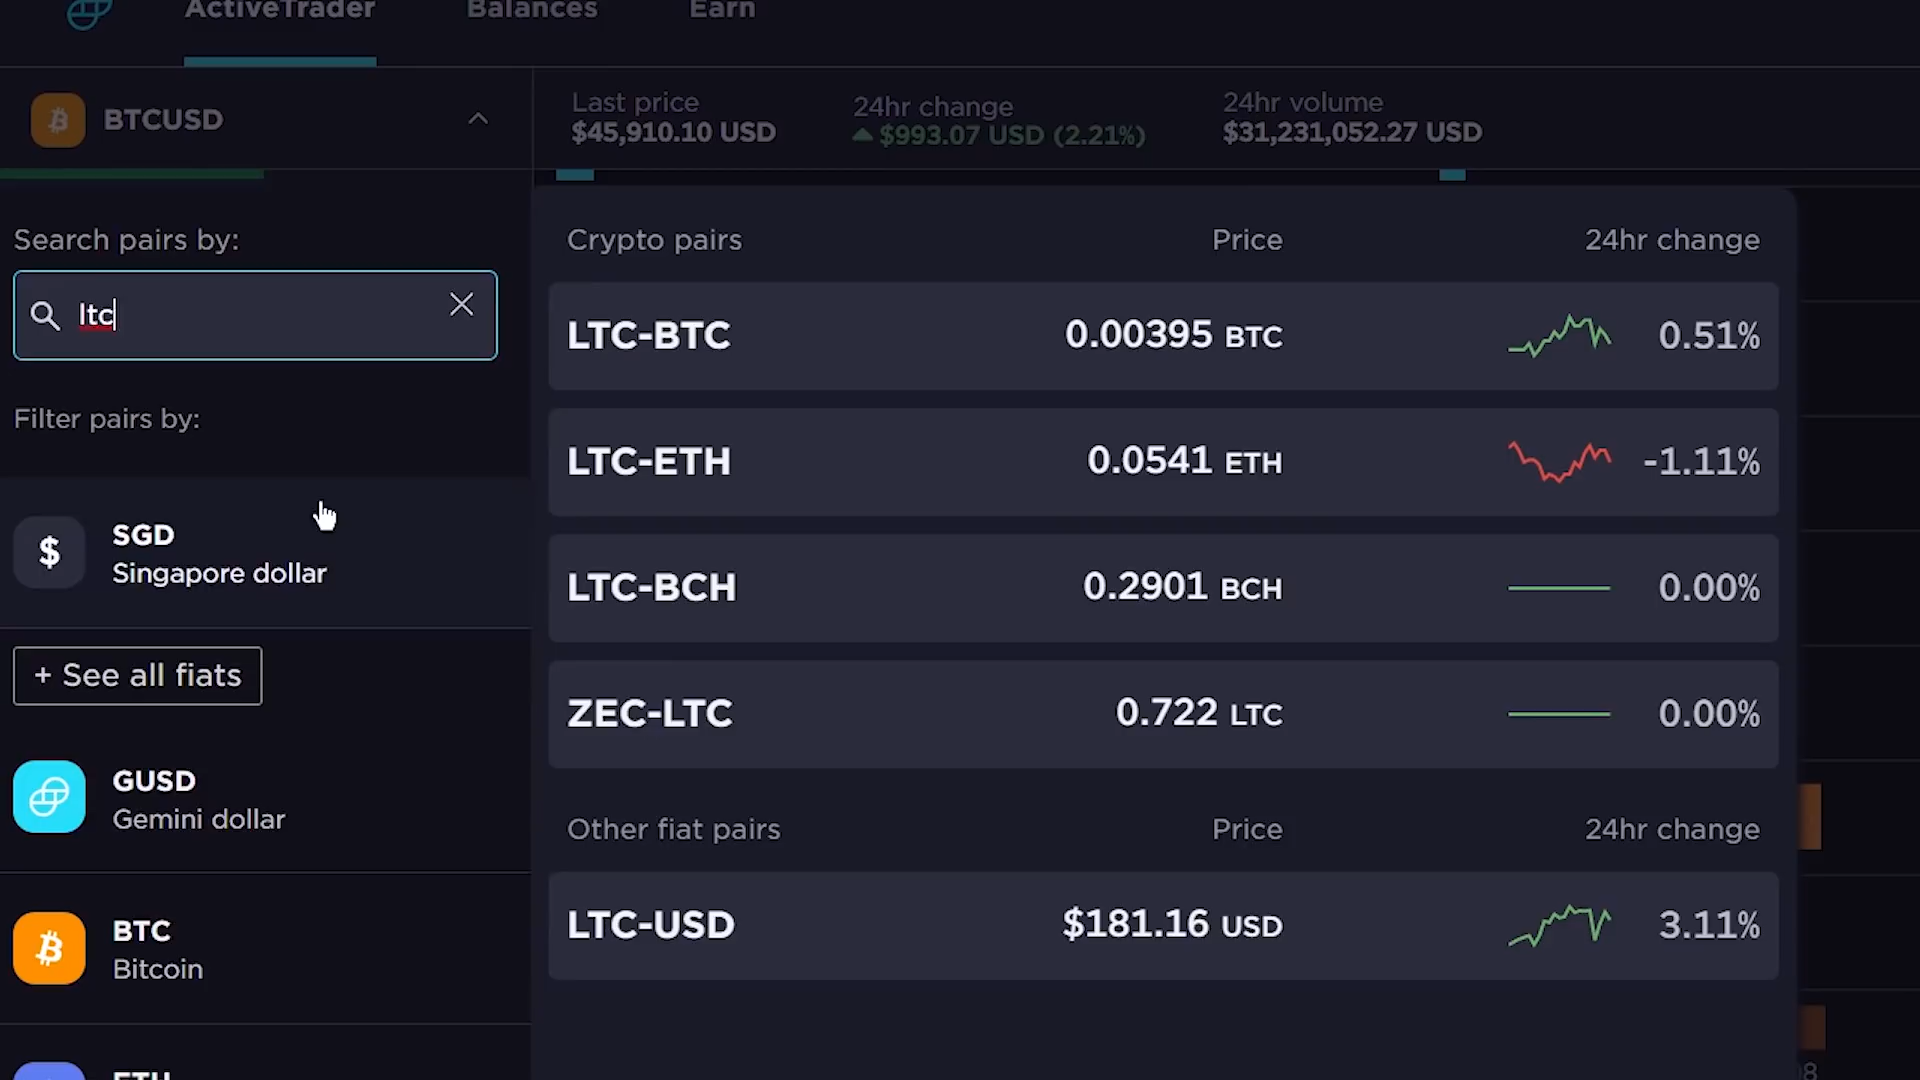 ActiveTrader Balances Earn
BTCUSD
Last price
$45,910.10 USD
24hr change
$993.07 USD (2.21%)
24hr volume
$31,231,052.27 USD
Search pairs by:
ltc
Filter pairs by:
$ SGD
Singapore dollar
+ See all fiats
GUSD
Gemini dollar
BTC
Bitcoin
ETH
Crypto pairs Price 24hr change
LTC-BTC 0.00395 BTC 0.51%
LTC-ETH 0.0541 ETH -1.11%
LTC-BCH 0.2901 BCH 0.00%
ZEC-LTC 0.722 LTC 0.00%
Other fiat pairs Price 24hr change
LTC-USD $181.16 USD 3.11%